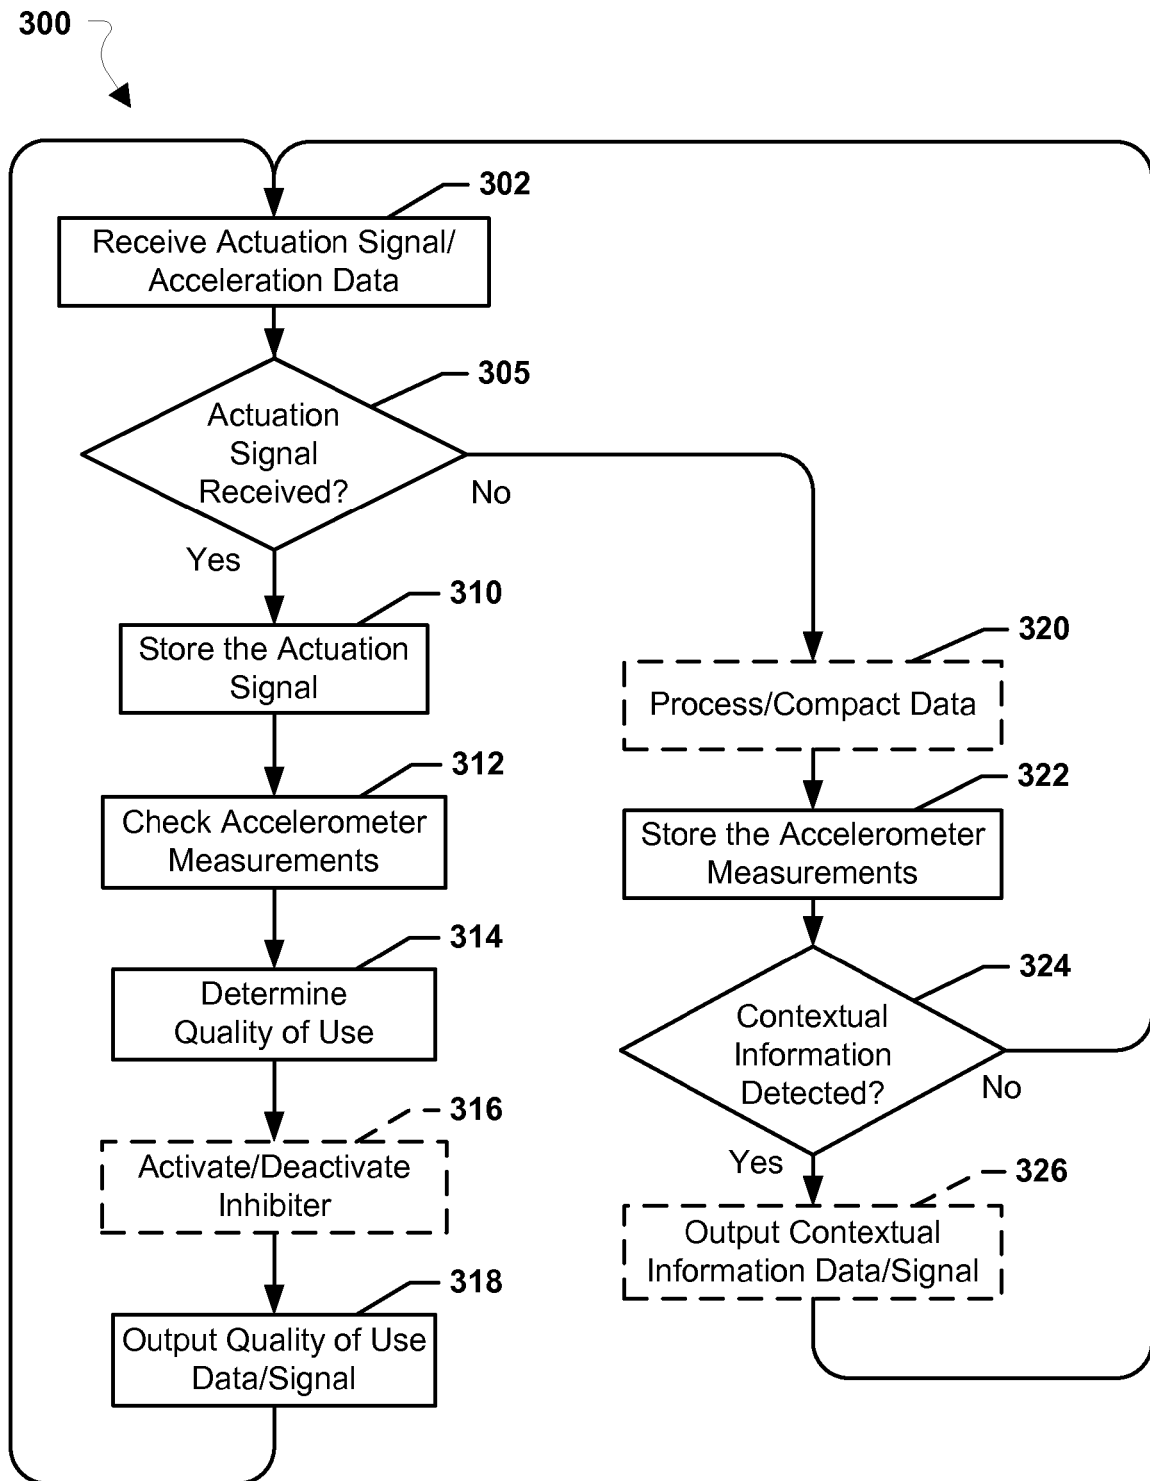 300
302
Receive Actuation Signal/
Acceleration Data
305
Actuation
Signal
Received?
No
Yes
310
Store the Actuation
Signal
312
Check Accelerometer
Measurements
314
Determine
Quality of Use
316
Activate/Deactivate
Inhibiter
318
Output Quality of Use
Data/Signal
320
Process/Compact Data
322
Store the Accelerometer
Measurements
324
Contextual
Information
Detected?
No
Yes
326
Output Contextual
Information Data/Signal